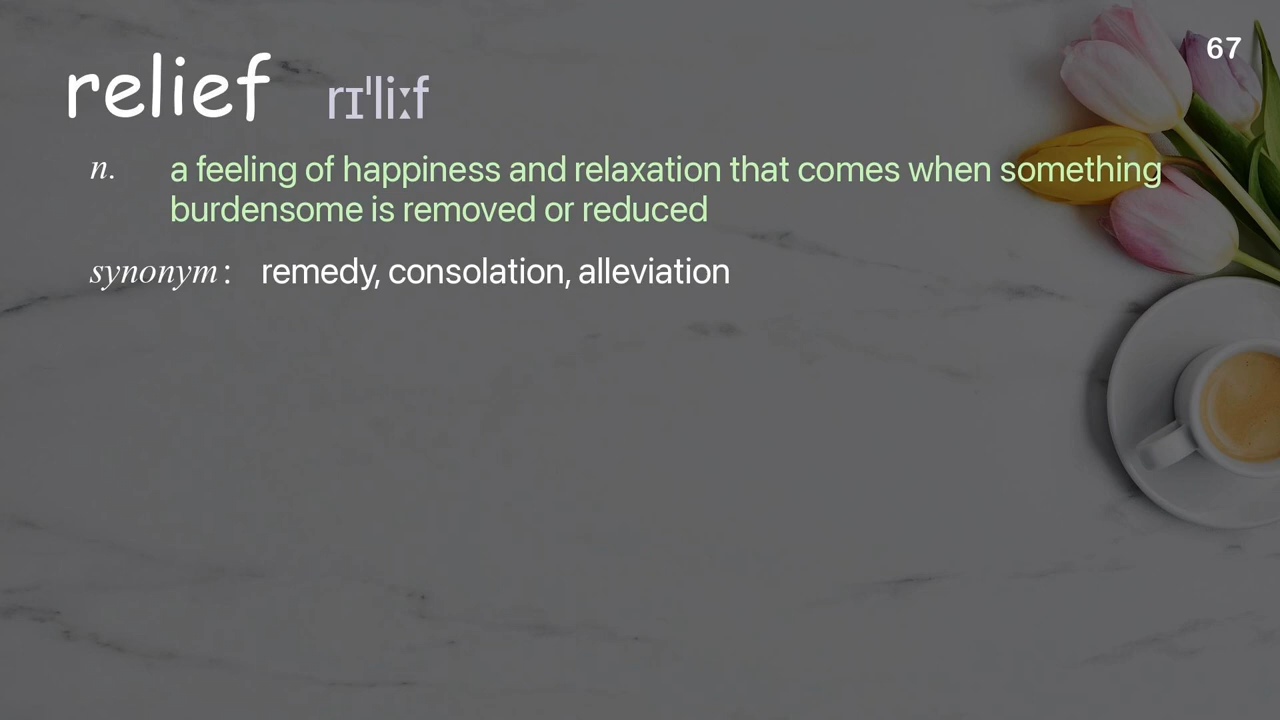 67
relief rɪˈliːf
n. a feeling of happiness and relaxation that comes when something
burdensome is removed or reduced
synonym: remedy, consolation, alleviation